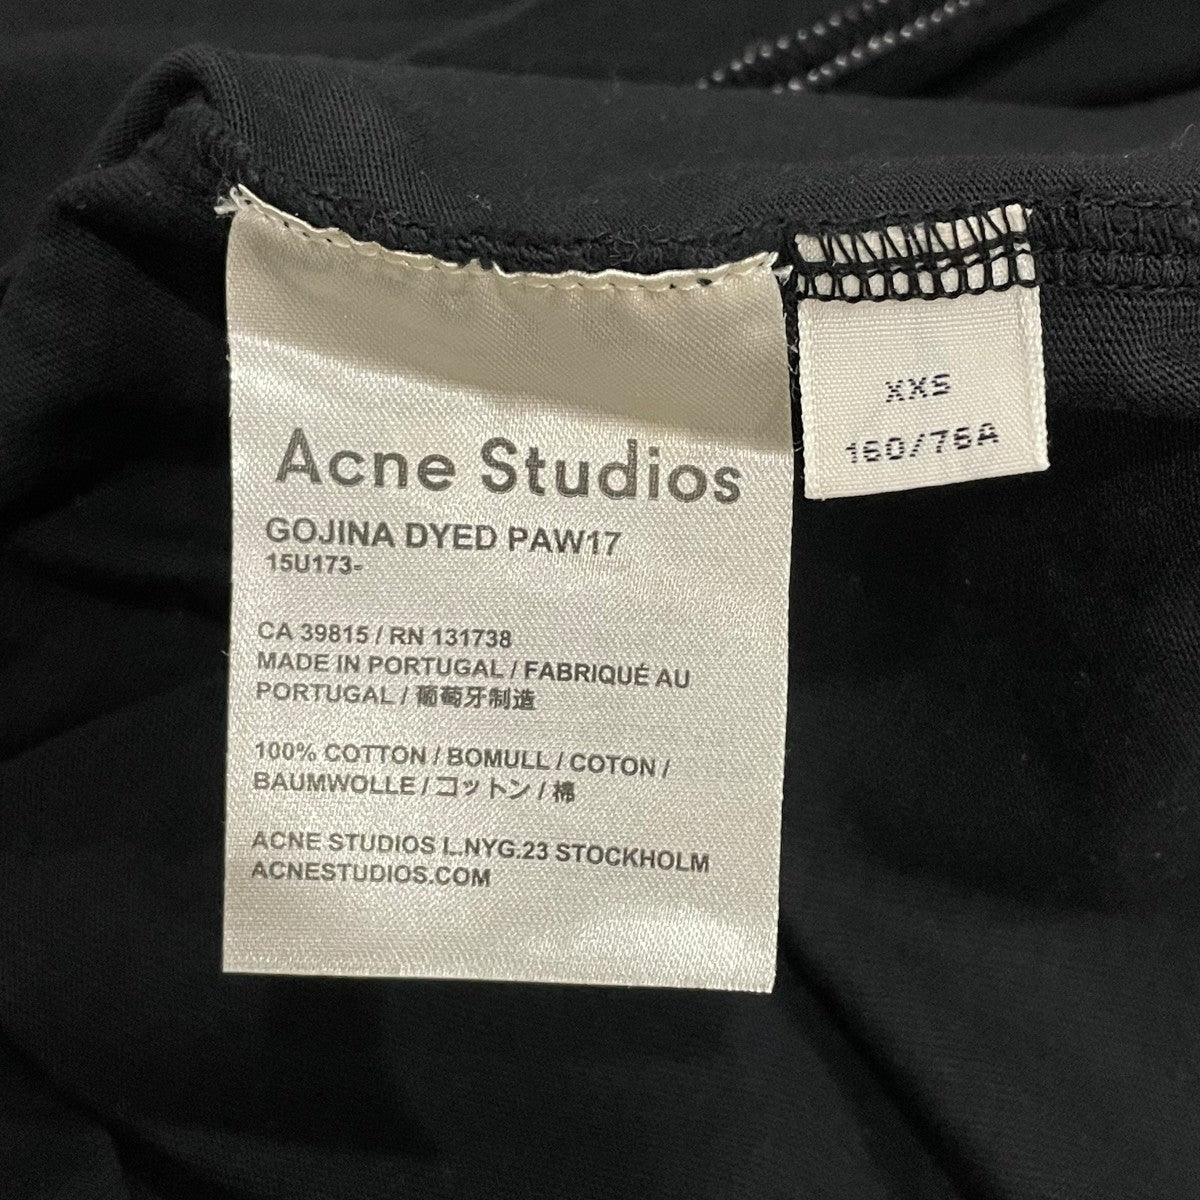 Acne Studios
GOJINA DYED PAW17
15U173-
CA 39815 / RN 131738
MADE IN PORTUGAL / FABRIQUÉ AU
PORTUGAL / 葡萄牙制造
100% COTTON / BOMULL / COTON /
BAUMWOLLE / コットン / 棉
ACNE STUDIOS L.NYG.23 STOCKHOLM
ACNESTUDIOS.COM
XXS
160/76A